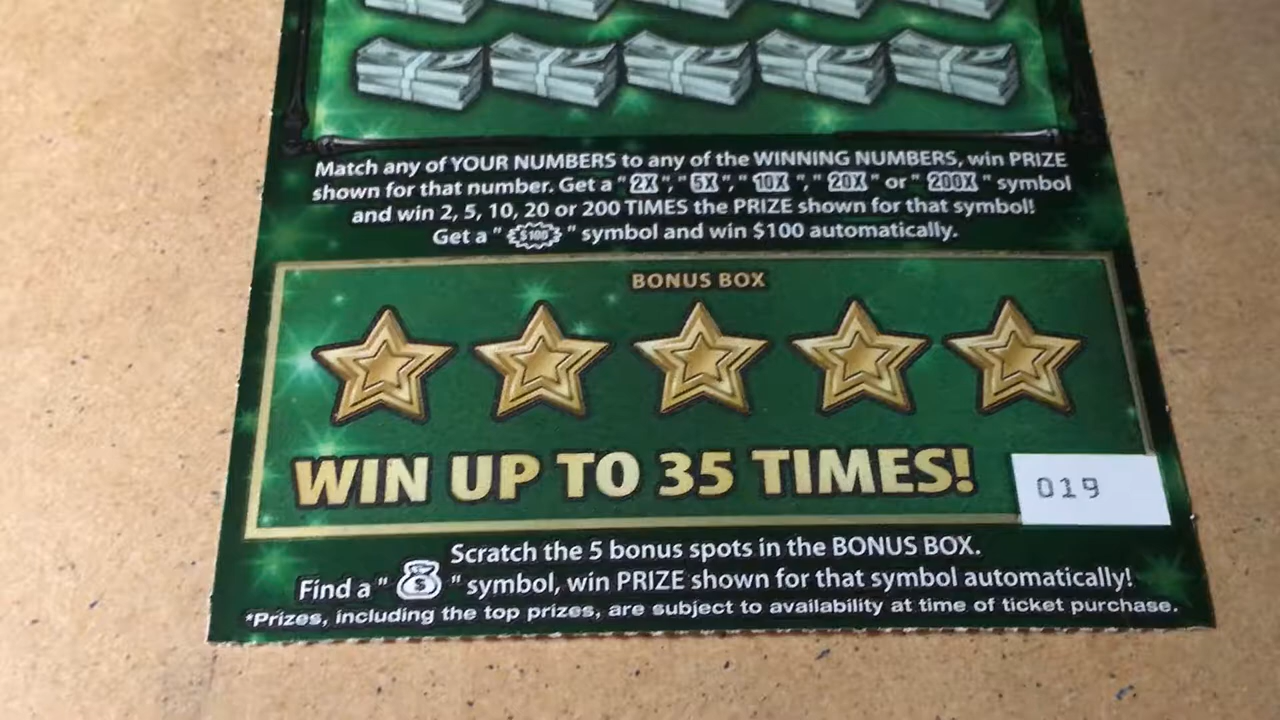 Match any of YOUR NUMBERS to any of the WINNING NUMBERS, win PRIZE
shown for that number. Get a "2X", "5X", "10X", "20X" or "200X" symbol
and win 2, 5, 10, 20 or 200 TIMES the PRIZE shown for that symbol!
Get a "$100" symbol and win $100 automatically.
BONUS BOX
WIN UP TO 35 TIMES!
019
Scratch the 5 bonus spots in the BONUS BOX.
Find a "$" symbol, win PRIZE shown for that symbol automatically!
*Prizes, including the top prizes, are subject to availability at time of ticket purchase.